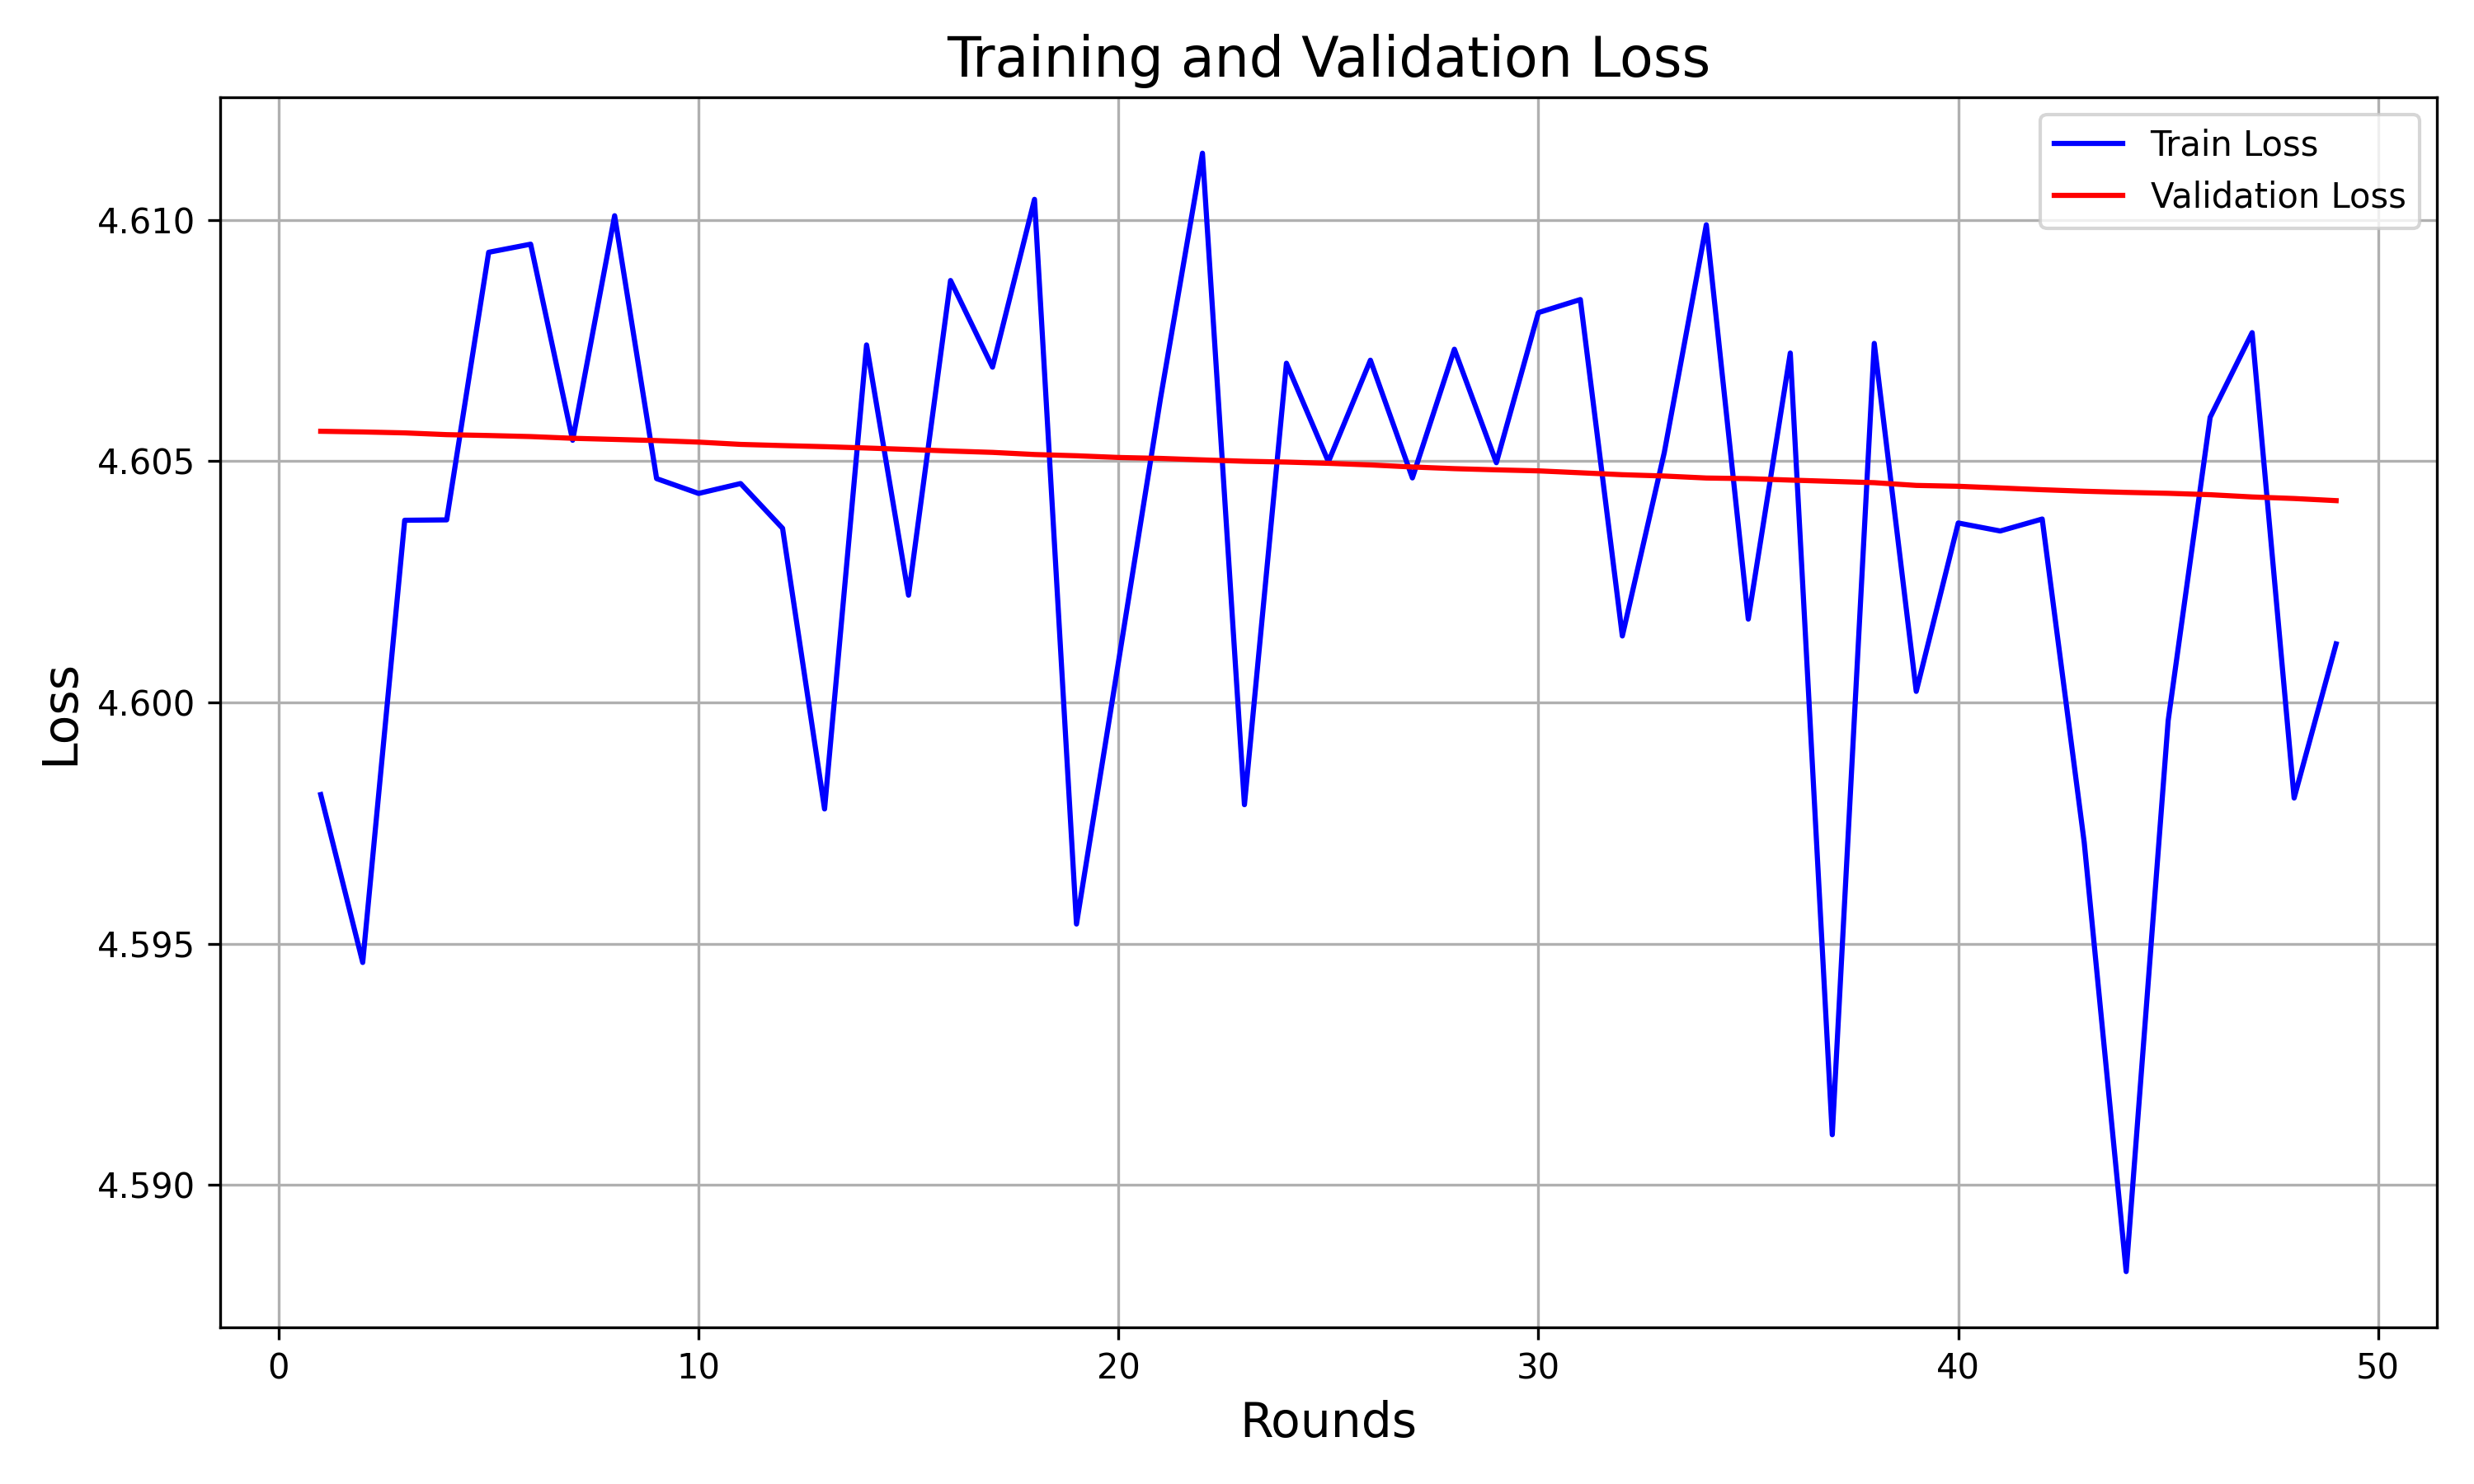 Training and Validation Loss
Train Loss
Validation Loss
4.610
4.605
4.600
4.595
4.590
Loss
0 10 20 30 40 50
Rounds